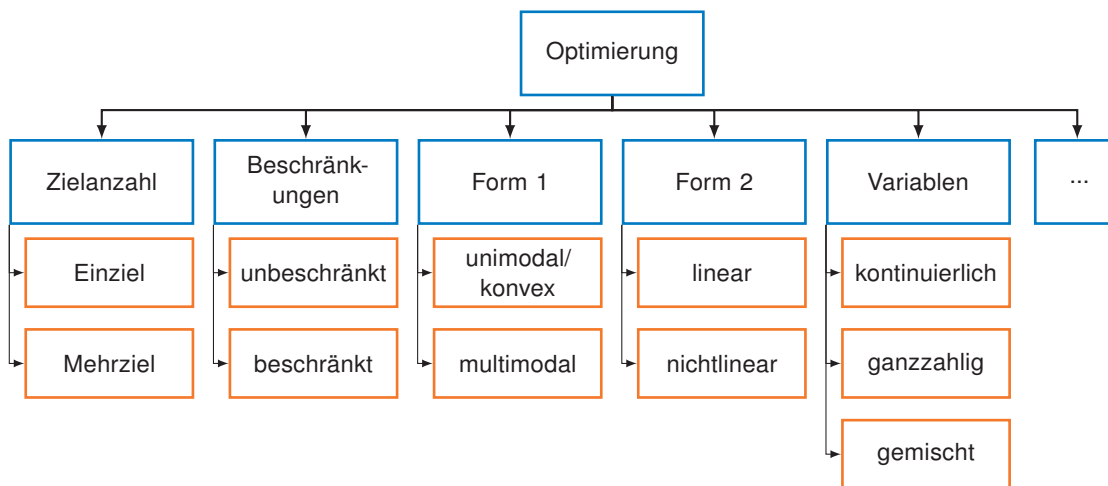 Optimierung
Zielanzahl
Beschränk-
ungen
Form 1
Form 2
Variablen
...
Einziel
unbeschränkt
unimodal/
konvex
linear
kontinuierlich
Mehrziel
beschränkt
multimodal
nichtlinear
ganzzahlig
gemischt